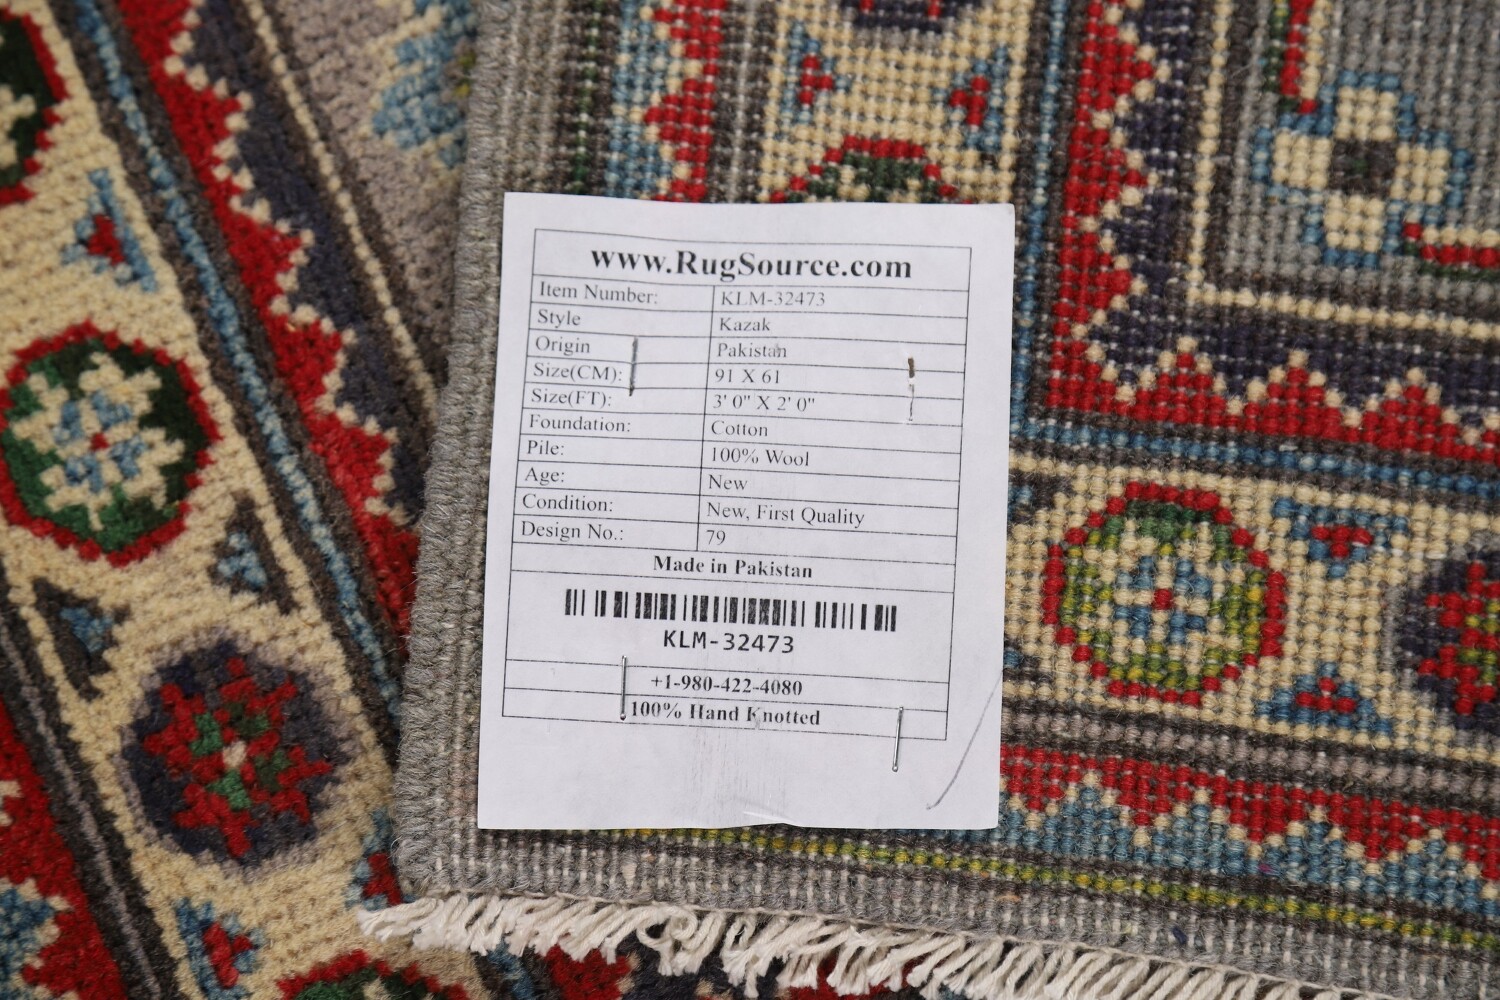 www.RugSource.com
Item Number: KLM-32473
Style Kazak
Origin Pakistan
Size(CM): 91 X 61
Size(FT): 3' 0" X 2' 0"
Foundation: Cotton
Pile: 100% Wool
Age: New
Condition: New, First Quality
Design No.: 79
Made in Pakistan
KLM-32473
+1-980-422-4080
100% Hand Knotted